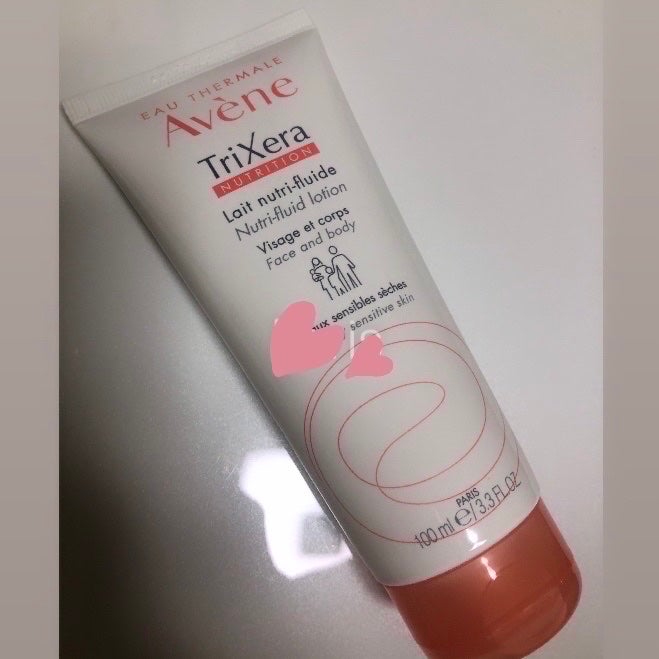 EAU THERMALE
Avène
TriXera
NUTRITION
Lait nutri-fluide
Nutri-fluid lotion
Visage et corps
Face and body
sensibles sèches
sensitive skin
PARIS
100 ml e/3.3 FL.OZ